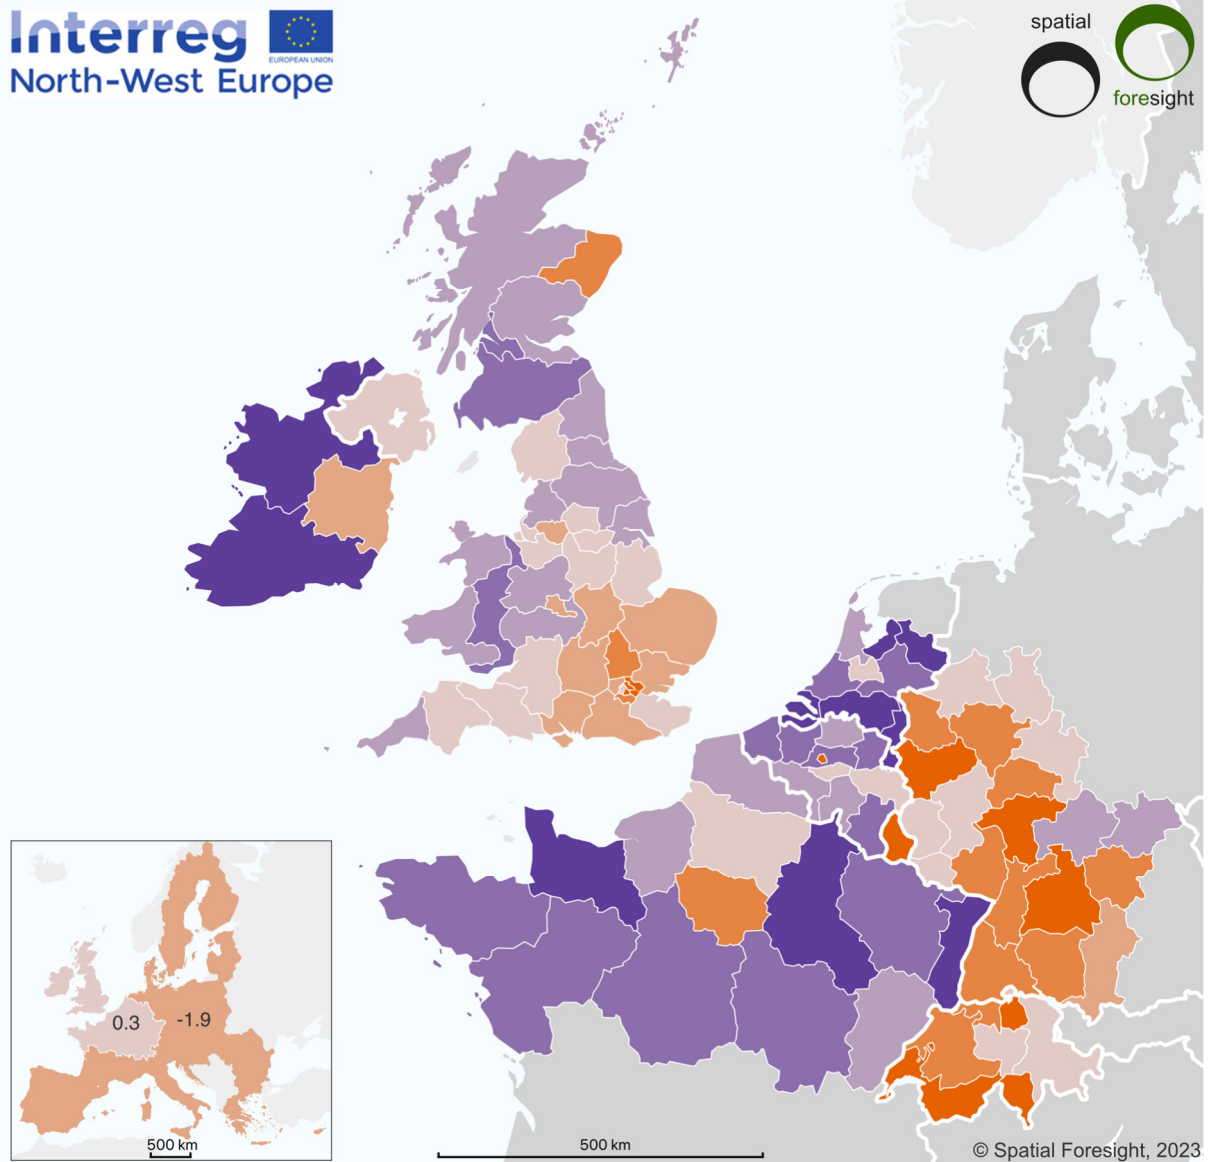 Interreg
EUROPEAN UNION
North-West Europe
spatial
foresight
0.3
-1.9
500 km
500 km
© Spatial Foresight, 2023